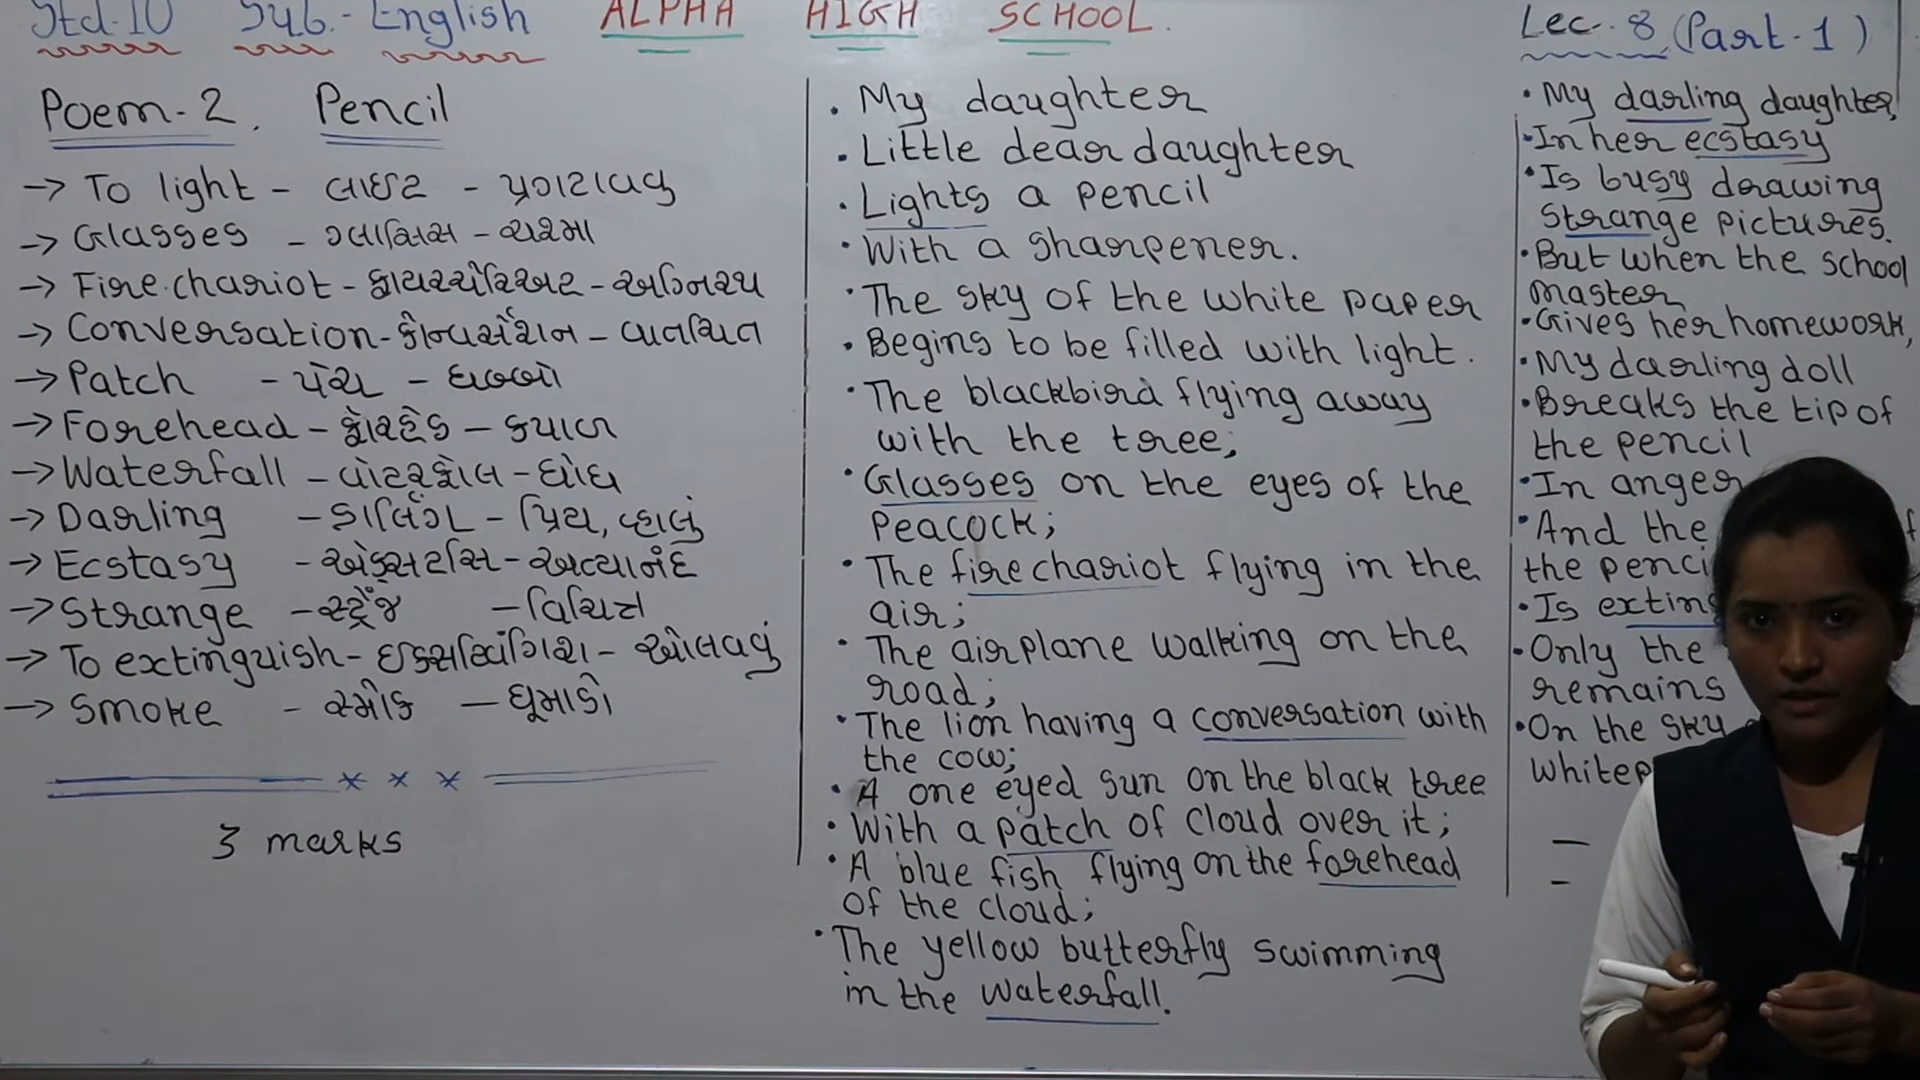 Std-10 Sub.- English ALPHA HIGH SCHOOL. Lec. 8 (Part-1)
Poem-2. Pencil
→ To light - લાઈટ - પ્રગટાવવું
→ Glasses - ગ્લાસિસ - ચશ્મા
→ Fire.chariot - ફાયરચેરિઅટ - અગ્નિરથ
→ Conversation - કોન્વર્સેશન - વાતચિત
→ Patch - પેચ - ધબ્બો
→ Forehead - ફોરહેડ - કપાળ
→ Waterfall - વોટરફોલ - ધોધ
→ Darling - ડાર્લિંગ - પ્રિય, વ્હાલું
→ Ecstasy - એક્સટસિ - અત્યાનંદ
→ Strange - સ્ટ્રેંજ - વિચિત્ર
→ To extinguish - ઈક્સટિંગ્વિશ - ઓલવવું
→ Smoke - સ્મોક - ધૂમાડો
* * *
3 marks
. My daughter
. Little dear daughter
. Lights a pencil
. With a sharpener.
. The sky of the white paper
. Begins to be filled with light.
. The blackbird flying away
with the tree;
. Glasses on the eyes of the
Peacock;
. The fire chariot flying in the
air;
. The airplane walking on the
road;
. The lion having a conversation with
the cow;
. A one eyed sun on the black tree
. With a patch of cloud over it;
. A blue fish flying on the forehead
of the cloud;
. The yellow butterfly swimming
in the waterfall.
. My darling daughter,
. In her ecstasy
. Is busy drawing
strange pictures.
. But when the school
master
. Gives her homework,
. My darling doll
. Breaks the tip of
the pencil
. In anger
. And the
the penci
. Is exting
. Only the
remains
. On the sky
whitep